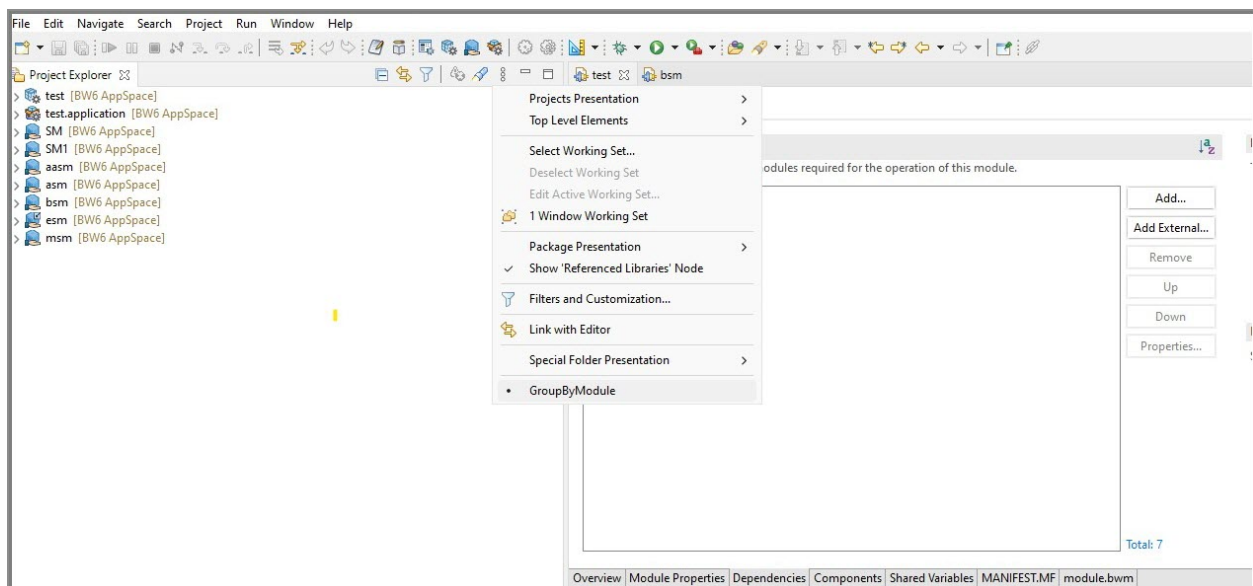 File Edit Navigate Search Project Run Window Help
Project Explorer
test [BW6 AppSpace]
test.application [BW6 AppSpace]
SM [BW6 AppSpace]
SM1 [BW6 AppSpace]
aasm [BW6 AppSpace]
asm [BW6 AppSpace]
bsm [BW6 AppSpace]
esm [BW6 AppSpace]
msm [BW6 AppSpace]
Projects Presentation
Top Level Elements
Select Working Set...
Deselect Working Set
Edit Active Working Set...
1 Window Working Set
Package Presentation
Show 'Referenced Libraries' Node
Filters and Customization...
Link with Editor
Special Folder Presentation
GroupByModule
test bsm
modules required for the operation of this module.
Add...
Add External...
Remove
Up
Down
Properties...
Total: 7
Overview Module Properties Dependencies Components Shared Variables MANIFEST.MF module.bwm